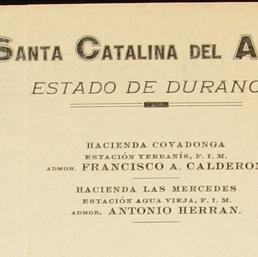 SANTA CATALINA DEL A
ESTADO DE DURANG
HACIENDA COVADONGA
ESTACIÓN YERBANÍS, F. I. M.
ADMOR. FRANCISCO A. CALDERON
HACIENDA LAS MERCEDES
ESTACIÓN AGUA VIEJA, F. I. M.
ADMOR. ANTONIO HERRAN.